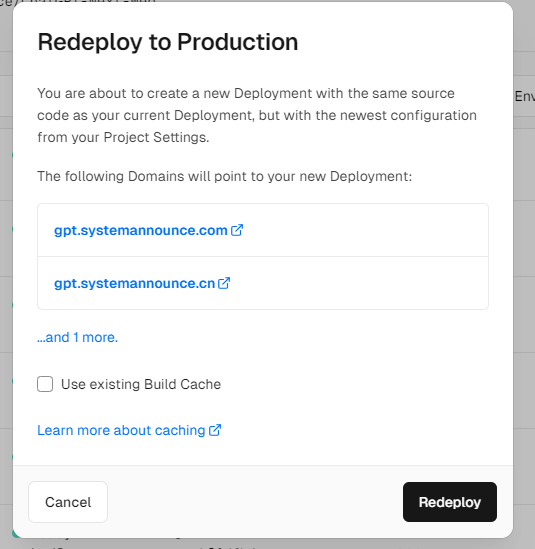 Redeploy to Production
You are about to create a new Deployment with the same source
code as your current Deployment, but with the newest configuration
from your Project Settings.
The following Domains will point to your new Deployment:
gpt.systemannounce.com
gpt.systemannounce.cn
...and 1 more.
Use existing Build Cache
Learn more about caching
Cancel
Redeploy
Env